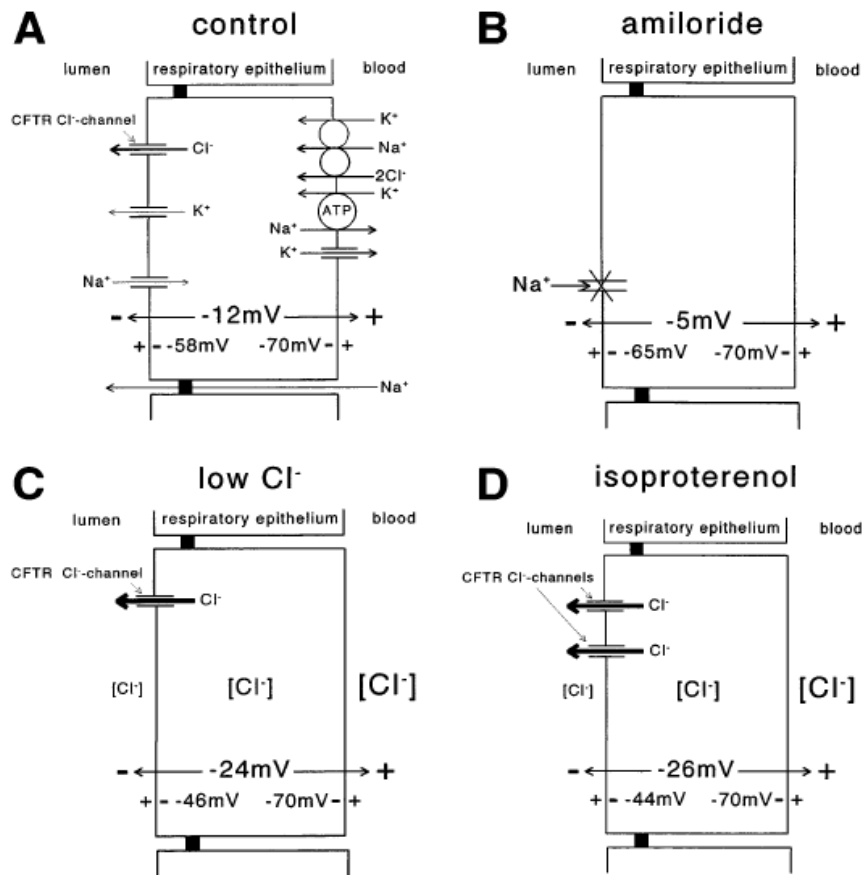 A control
lumen respiratory epithelium blood
CFTR Cl⁻-channel
K⁺
Cl⁻
Na⁺
2Cl⁻
K⁺
K⁺
ATP
Na⁺
K⁺
Na⁺
- -12mV +
+ - -58mV -70mV - +
Na⁺
B amiloride
lumen respiratory epithelium blood
Na⁺
- -5mV +
+ - -65mV -70mV - +
C low Cl⁻
lumen respiratory epithelium blood
CFTR Cl⁻-channel
Cl⁻
[Cl⁻] [Cl⁻] [Cl⁻]
- -24mV +
+ - -46mV -70mV - +
D isoproterenol
lumen respiratory epithelium blood
CFTR Cl⁻-channels
Cl⁻
Cl⁻
[Cl⁻] [Cl⁻] [Cl⁻]
- -26mV +
+ - -44mV -70mV - +